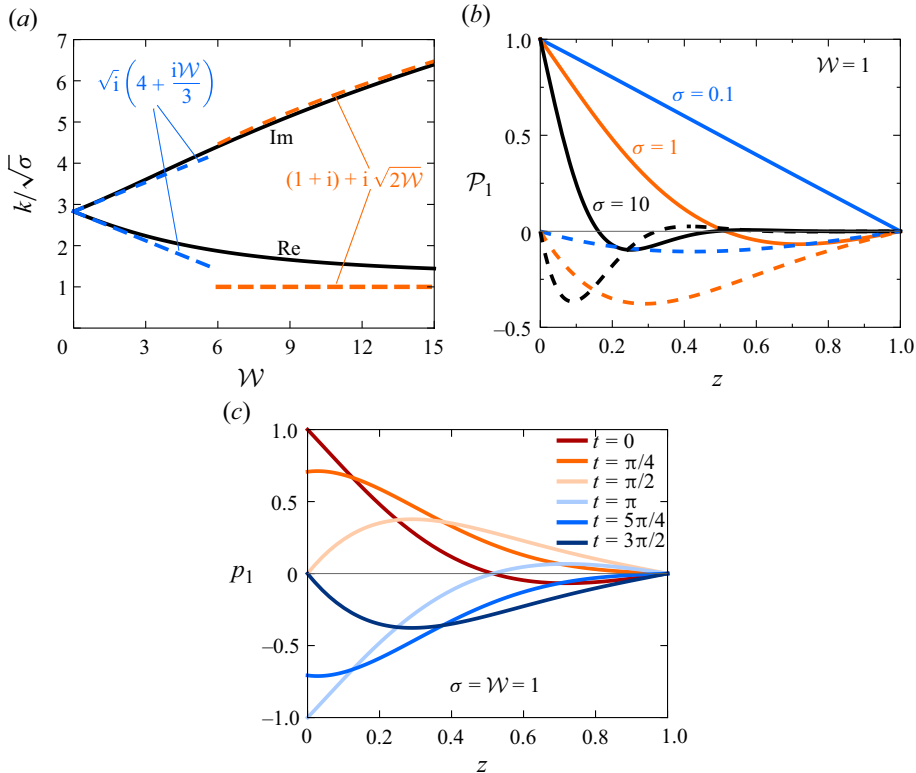 (a)
7
6
5
4
3
2
1
0
k/√σ
√i (4 + i𝒲/3)
Im
(1 + i) + i √2𝒲
Re
0 3 6 9 12 15
𝒲
(b)
1.0
0.5
0
−0.5
𝒫1
𝒲 = 1
σ = 0.1
σ = 1
σ = 10
0 0.2 0.4 0.6 0.8 1.0
z
(c)
1.0
0.5
0
−0.5
−1.0
p1
t = 0
t = π/4
t = π/2
t = π
t = 5π/4
t = 3π/2
σ = 𝒲 = 1
0 0.2 0.4 0.6 0.8 1.0
z